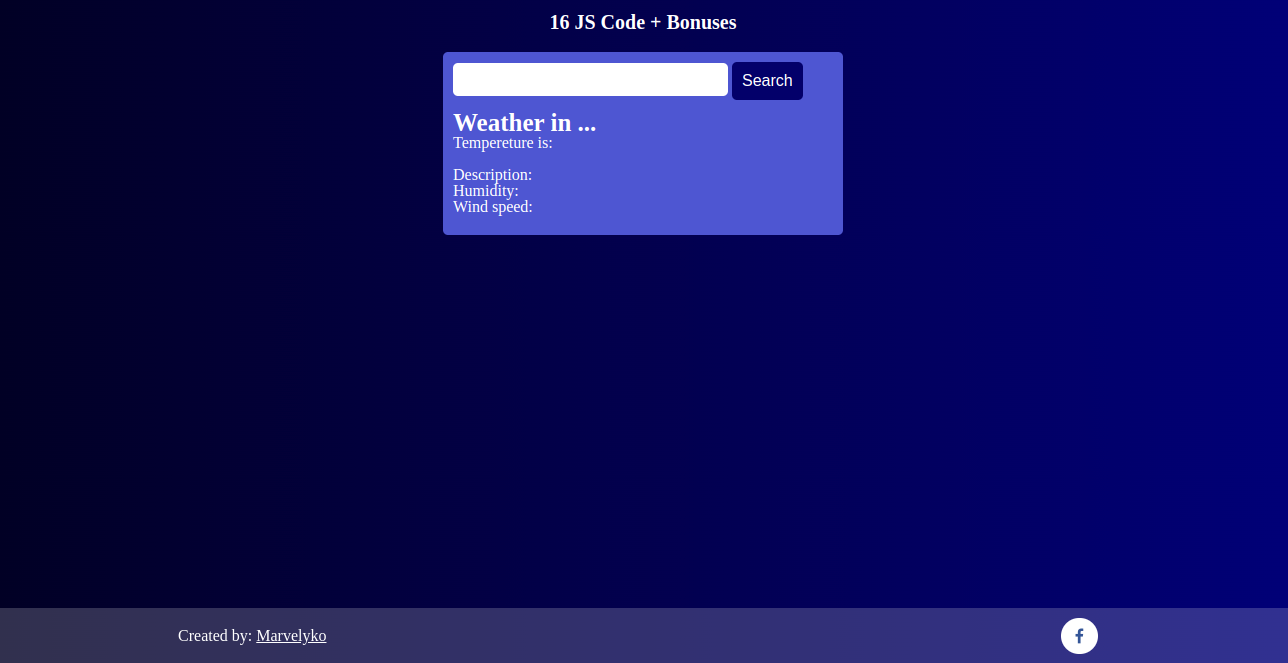 16 JS Code + Bonuses
Search
Weather in ...
Tempereture is:
Description:
Humidity:
Wind speed:
Created by: Marvelyko